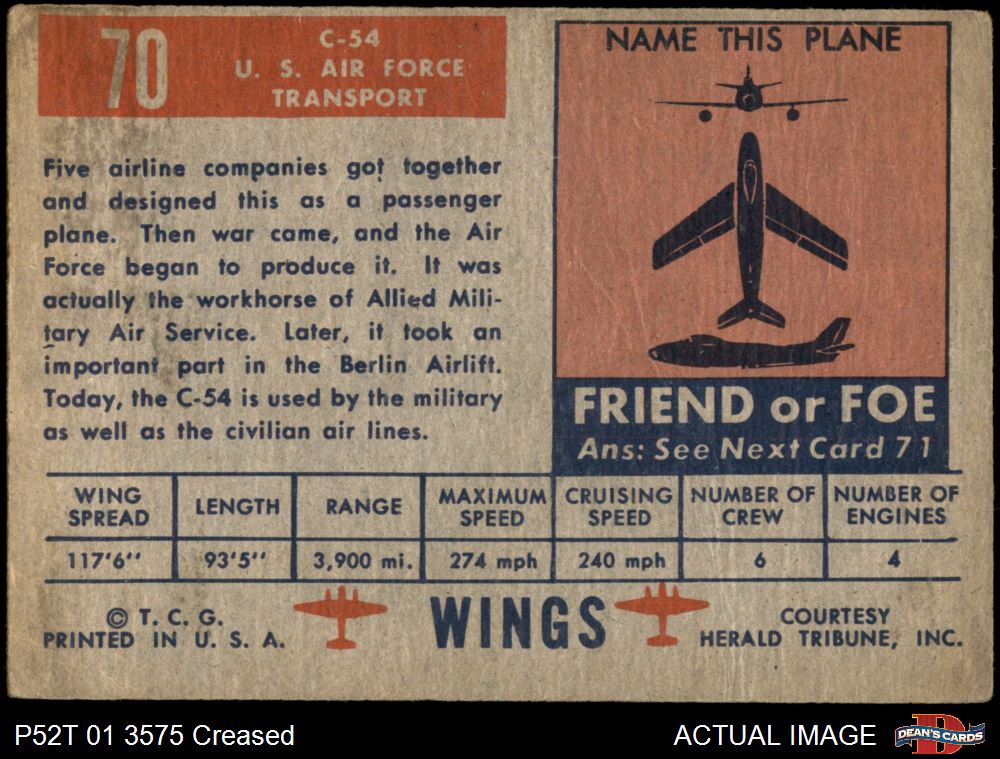 70
C-54
U. S. AIR FORCE
TRANSPORT
Five airline companies got together
and designed this as a passenger
plane. Then war came, and the Air
Force began to produce it. It was
actually the workhorse of Allied Mili-
tary Air Service. Later, it took an
important part in the Berlin Airlift.
Today, the C-54 is used by the military
as well as the civilian air lines.
NAME THIS PLANE
FRIEND or FOE
Ans: See Next Card 71
WING SPREAD LENGTH RANGE MAXIMUM SPEED CRUISING SPEED NUMBER OF CREW NUMBER OF ENGINES
117'6'' 93'5'' 3,900 mi. 274 mph 240 mph 6 4
© T. C. G.
PRINTED IN U. S. A.
WINGS
COURTESY
HERALD TRIBUNE, INC.
P52T 01 3575 Creased
ACTUAL IMAGE
D
DEAN'S CARDS